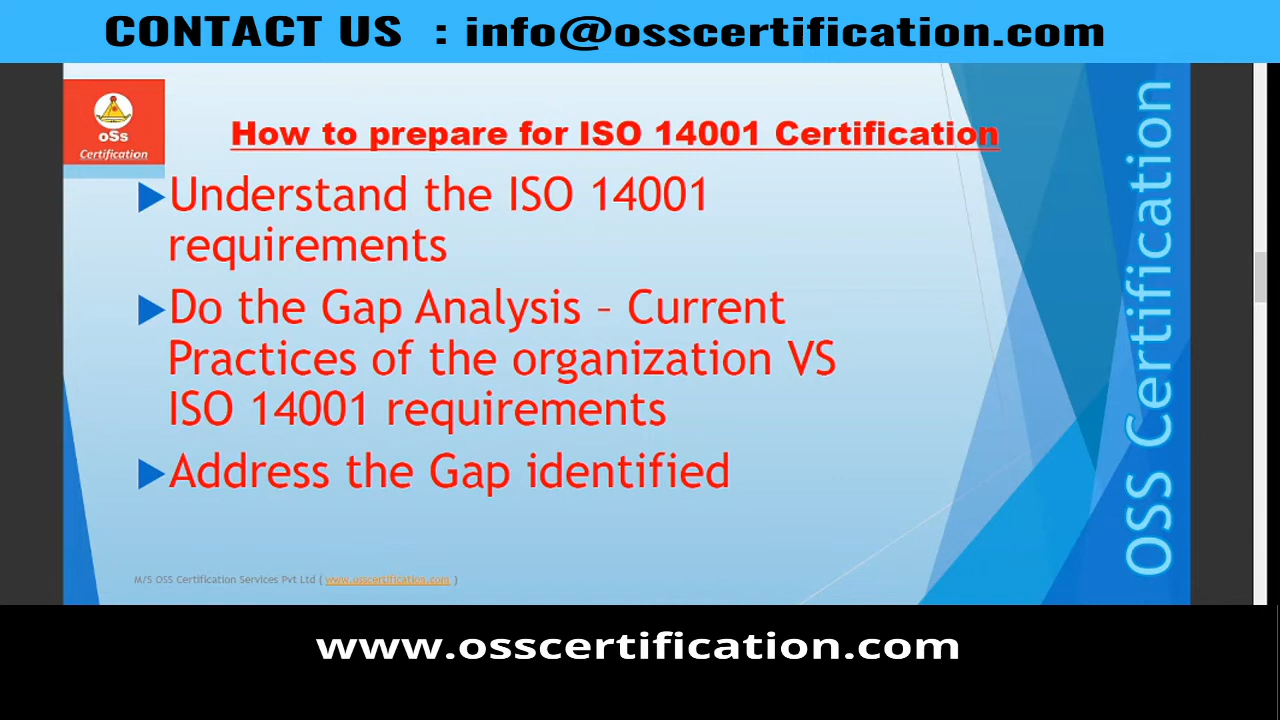 CONTACT US : info@osscertification.com
oSs
Certification
How to prepare for ISO 14001 Certification
Understand the ISO 14001
requirements
Do the Gap Analysis – Current
Practices of the organization VS
ISO 14001 requirements
Address the Gap identified
OSS Certification
M/S OSS Certification Services Pvt Ltd ( www.osscertification.com )
www.osscertification.com